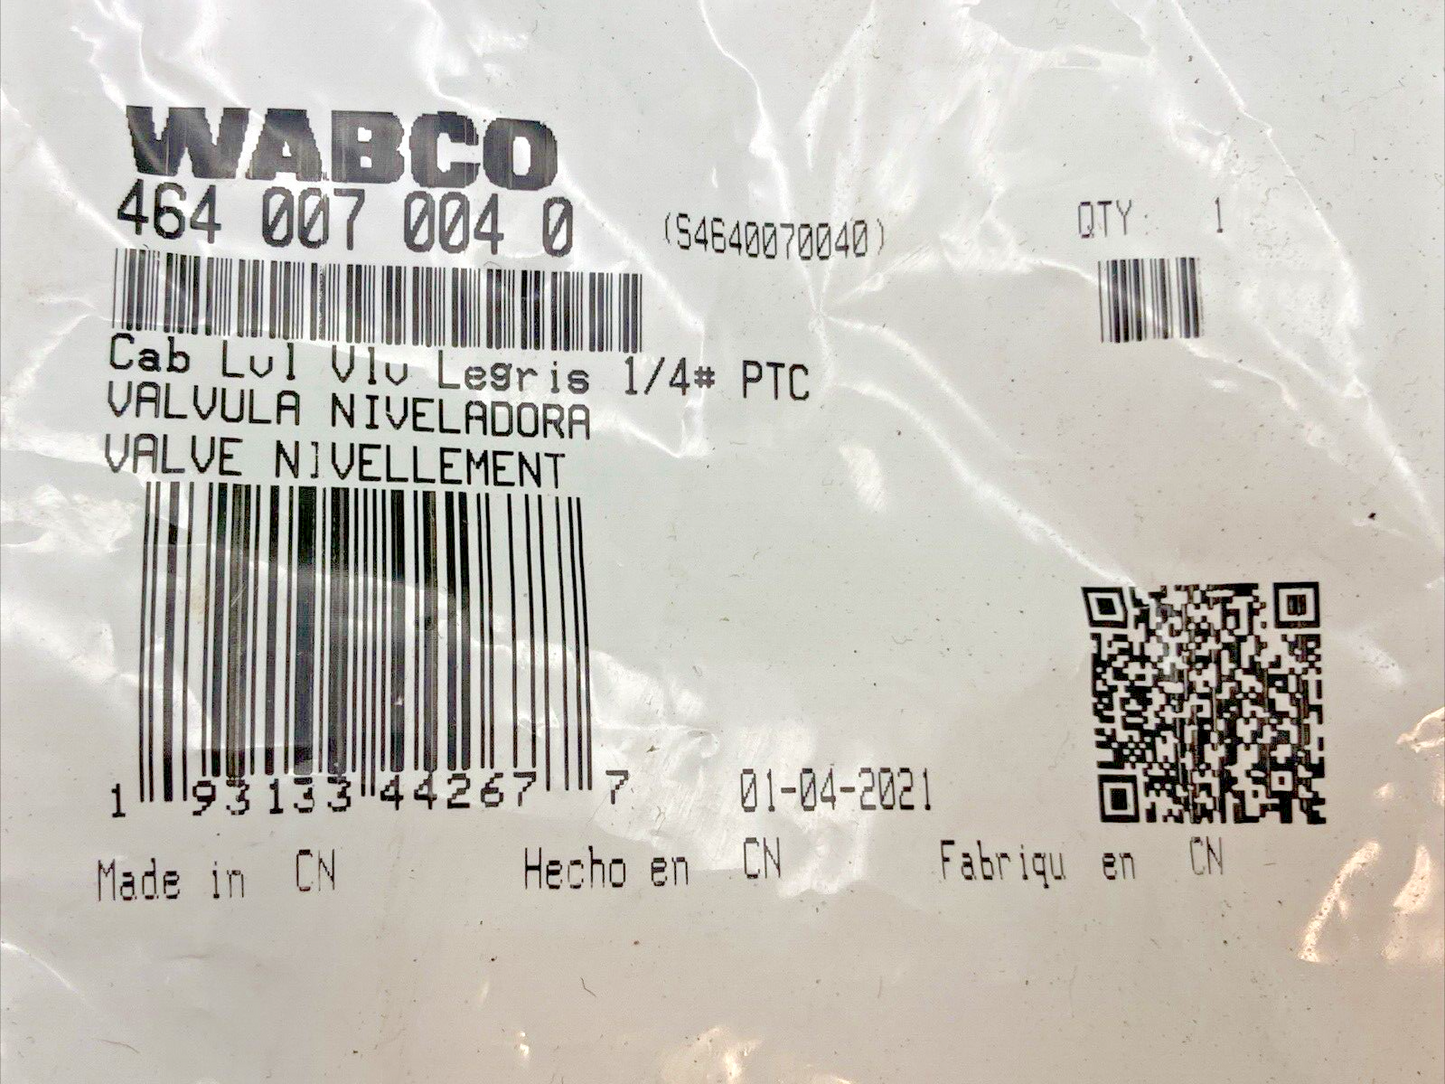 WABCO
464 007 004 0 (S4640070040) QTY: 1
Cab Lvl Vlv Legris 1/4# PTC
VALVULA NIVELADORA
VALVE NIVELLEMENT
1 93133 44267 7 01-04-2021
Made in CN Hecho en CN Fabriqu en CN